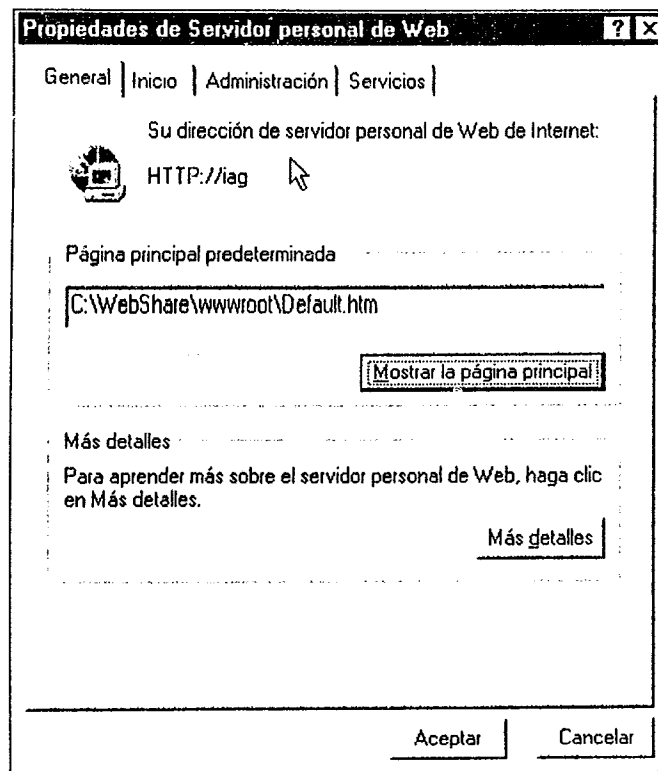 Propiedades de Servidor personal de Web
General Inicio Administración Servicios
Su dirección de servidor personal de Web de Internet:
HTTP://iag
Página principal predeterminada
C:\WebShare\wwwroot\Default.htm
Mostrar la página principal
Más detalles
Para aprender más sobre el servidor personal de Web, haga clic
en Más detalles.
Más detalles
Aceptar Cancelar